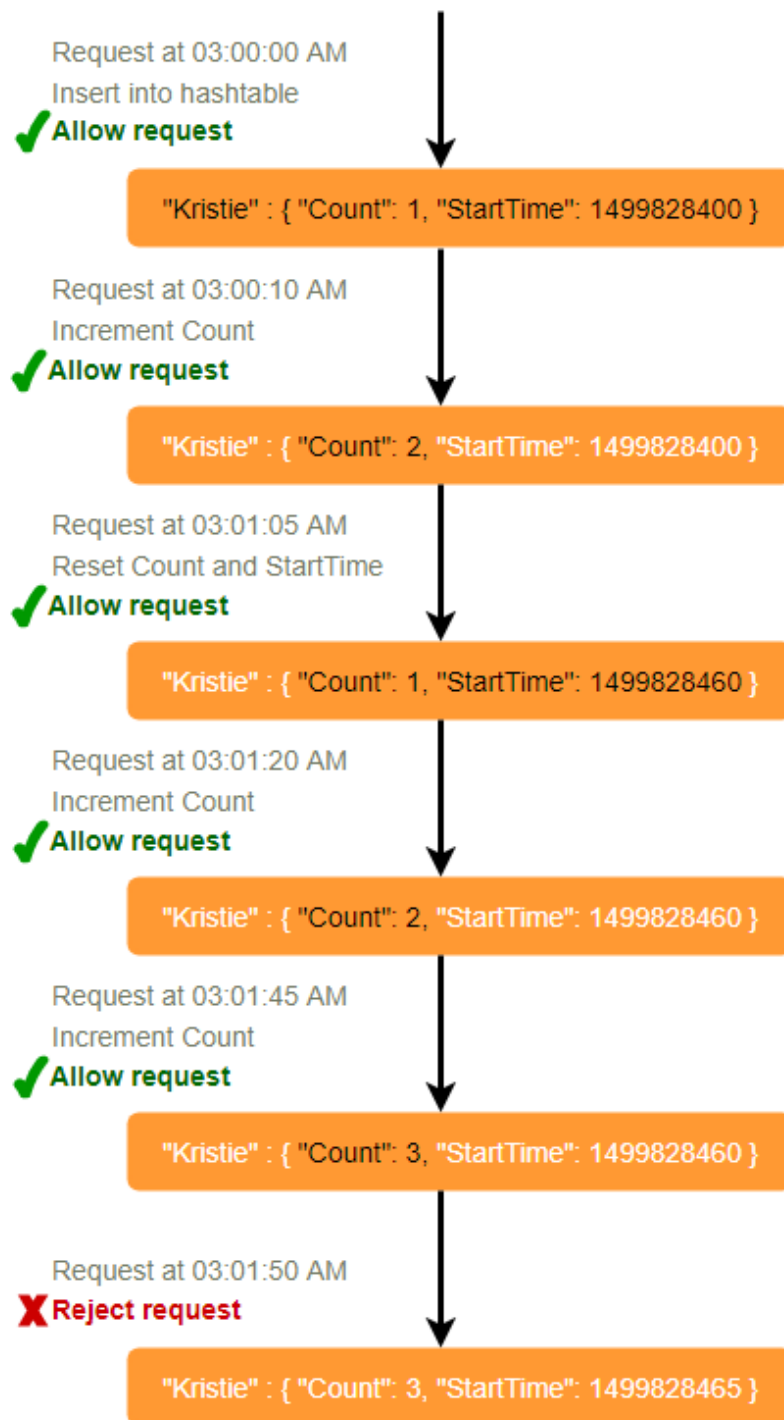 Request at 03:00:00 AM
Insert into hashtable
Allow request
"Kristie" : { "Count": 1, "StartTime": 1499828400 }
Request at 03:00:10 AM
Increment Count
Allow request
"Kristie" : { "Count": 2, "StartTime": 1499828400 }
Request at 03:01:05 AM
Reset Count and StartTime
Allow request
"Kristie" : { "Count": 1, "StartTime": 1499828460 }
Request at 03:01:20 AM
Increment Count
Allow request
"Kristie" : { "Count": 2, "StartTime": 1499828460 }
Request at 03:01:45 AM
Increment Count
Allow request
"Kristie" : { "Count": 3, "StartTime": 1499828460 }
Request at 03:01:50 AM
Reject request
"Kristie" : { "Count": 3, "StartTime": 1499828465 }